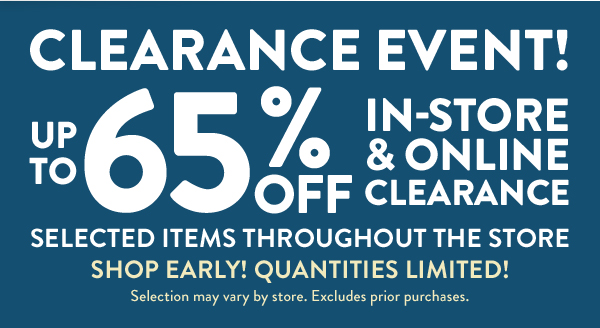 CLEARANCE EVENT!
UP TO 65% OFF
IN-STORE
& ONLINE
CLEARANCE
SELECTED ITEMS THROUGHOUT THE STORE
SHOP EARLY! QUANTITIES LIMITED!
Selection may vary by store. Excludes prior purchases.